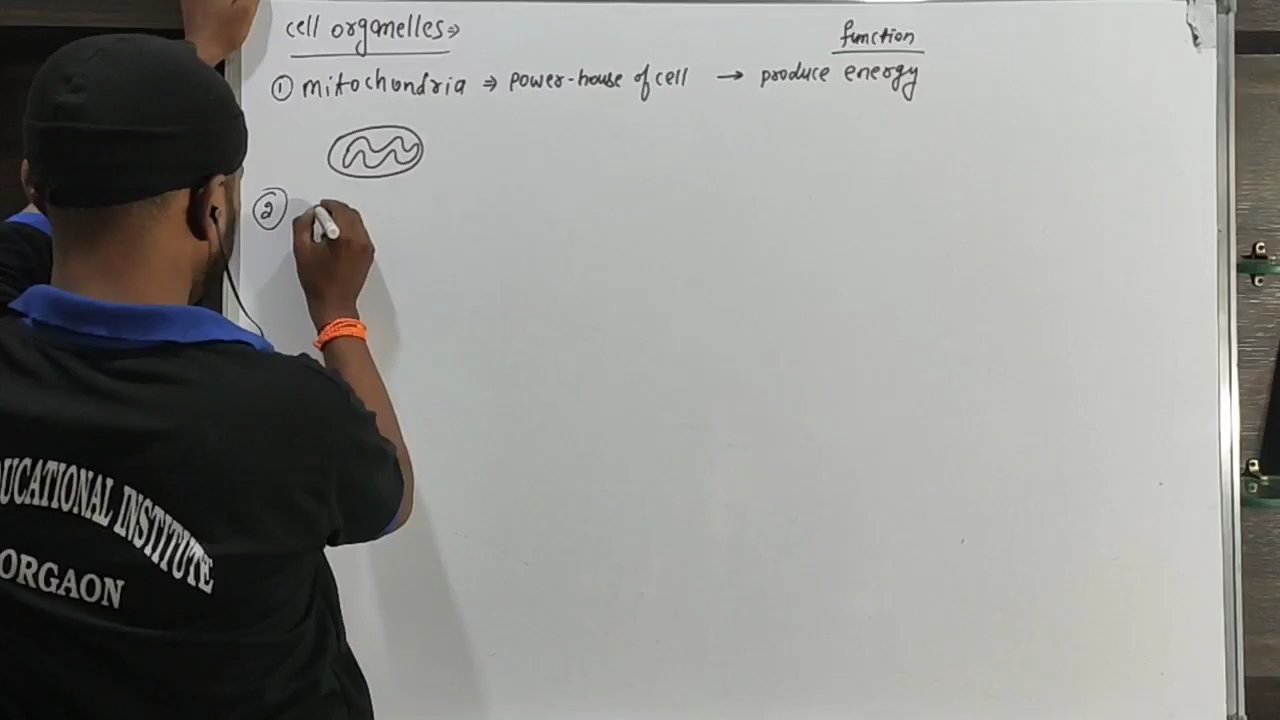 cell organelles⇒
function
① mitochondria ⇒ power-house of cell → produce energy
②
UCATIONAL INSTITUTE
ORGAON